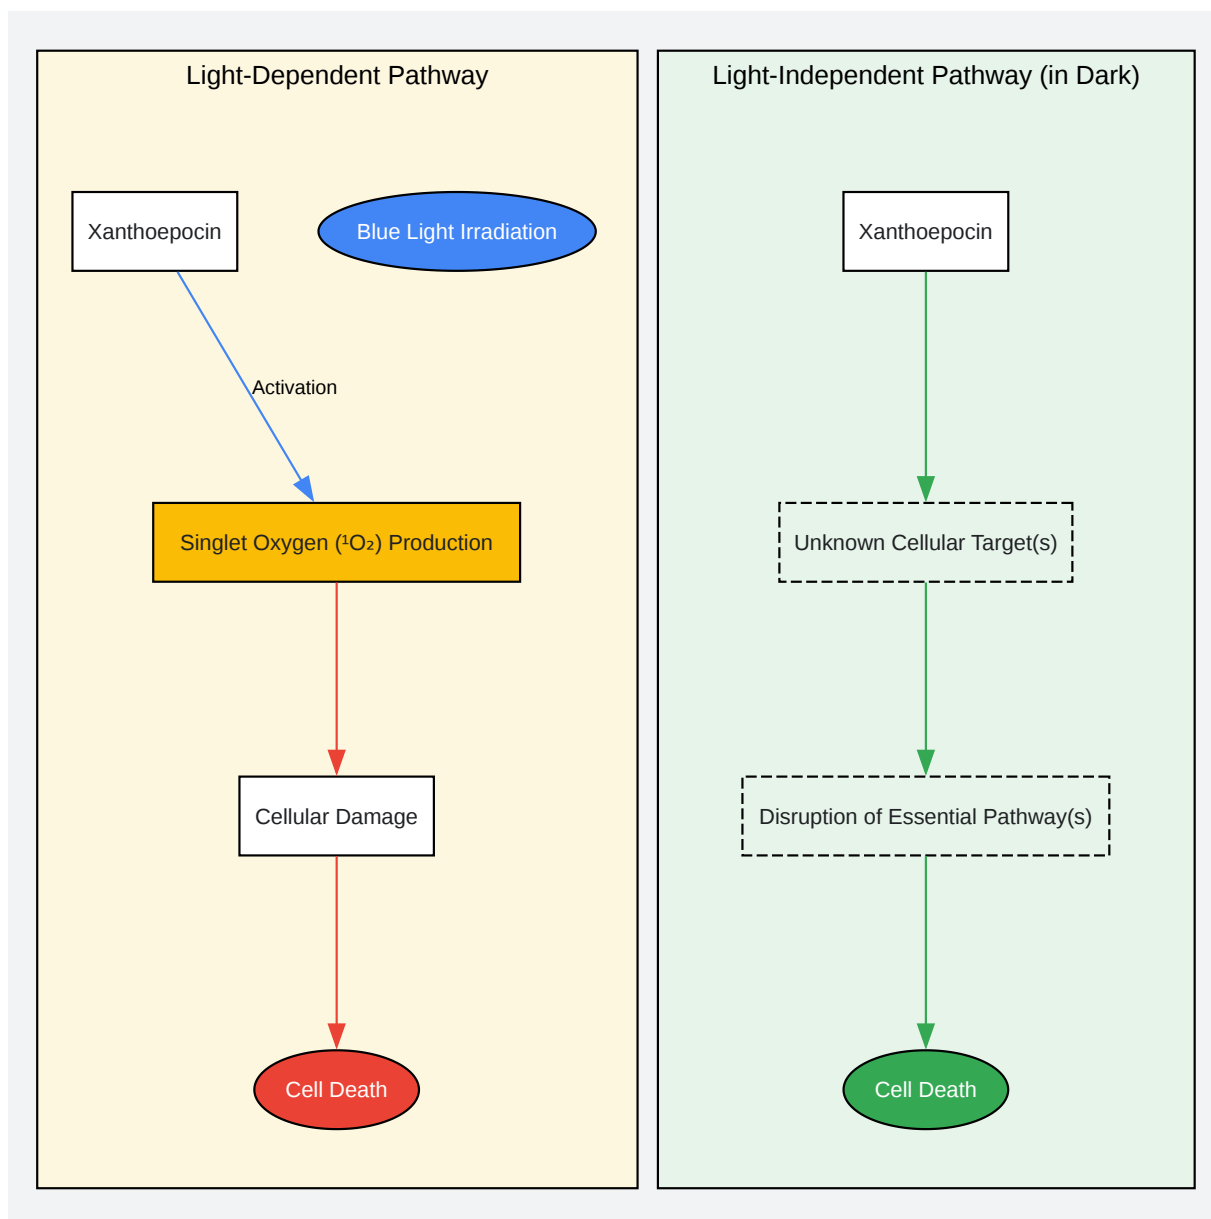 Light-Dependent Pathway
Xanthoepocin
Blue Light Irradiation
Activation
Singlet Oxygen (¹O₂) Production
Cellular Damage
Cell Death
Light-Independent Pathway (in Dark)
Xanthoepocin
Unknown Cellular Target(s)
Disruption of Essential Pathway(s)
Cell Death